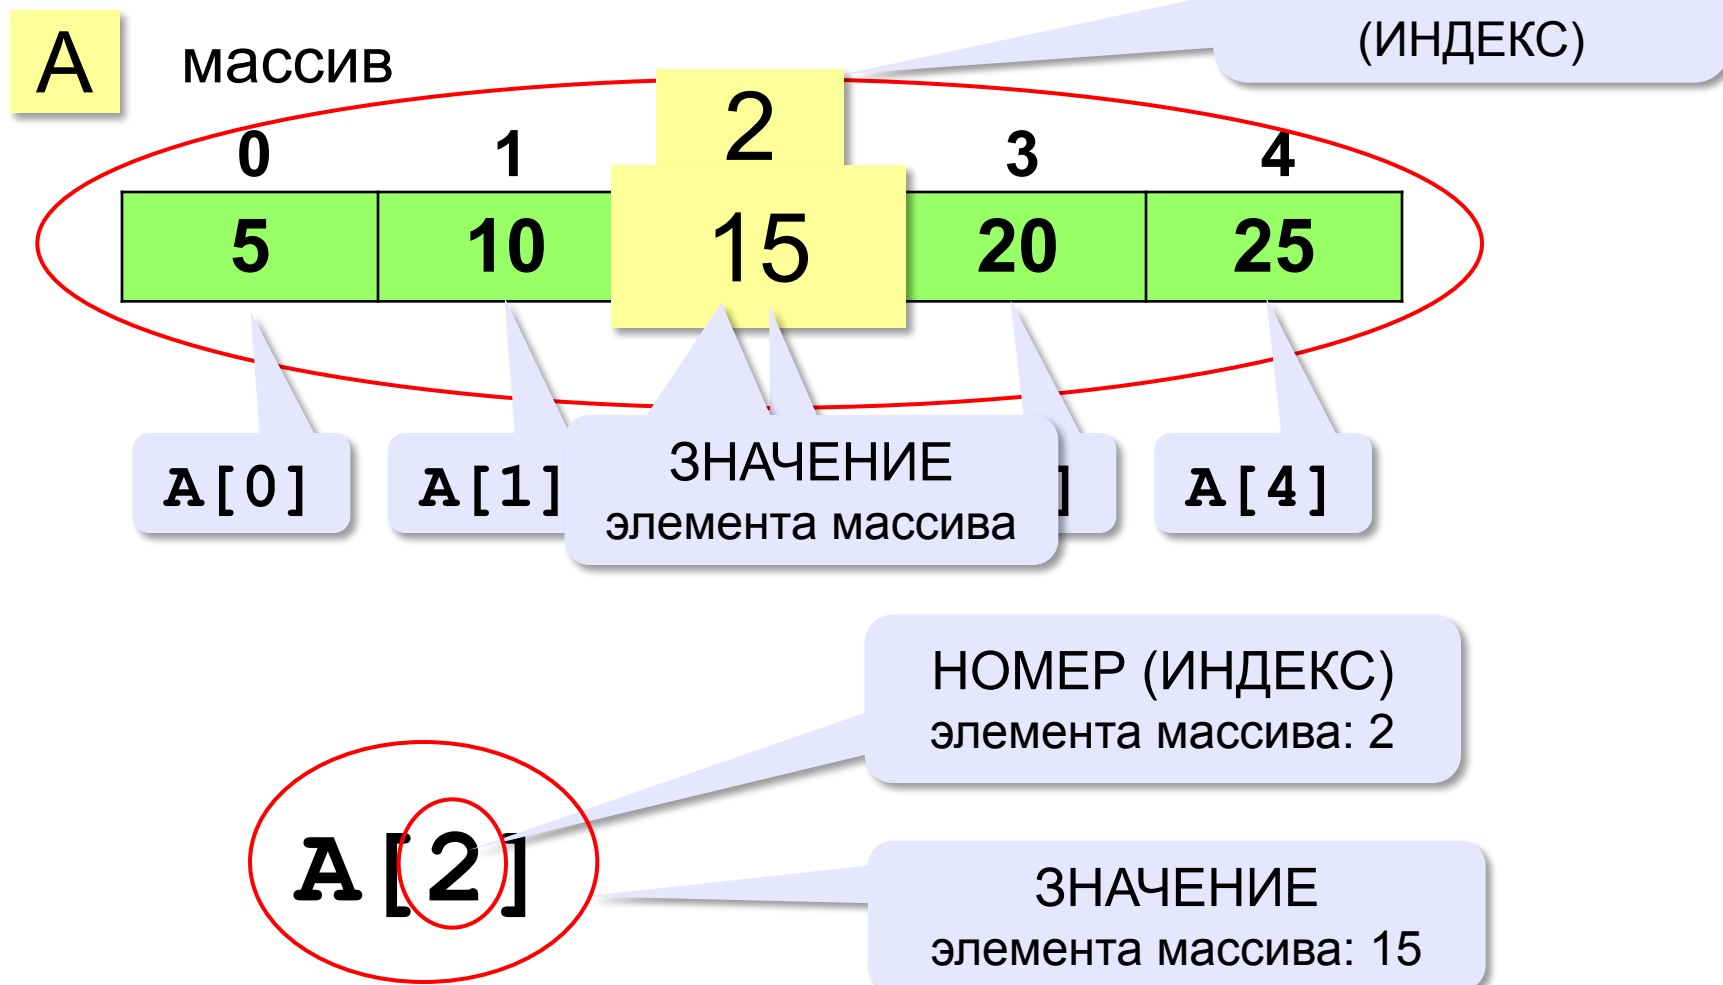 A массив
(ИНДЕКС)
0 1 2 3 4
5 10 15 20 25
A[0] A[1] ] A[4]
ЗНАЧЕНИЕ
элемента массива
НОМЕР (ИНДЕКС)
элемента массива: 2
A[2]
ЗНАЧЕНИЕ
элемента массива: 15